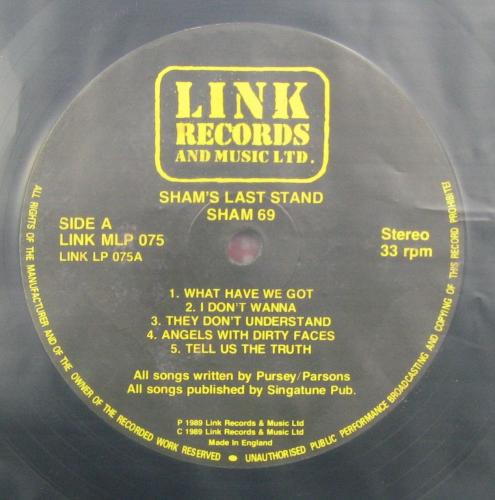 LINK
RECORDS
AND MUSIC LTD.
SHAM'S LAST STAND
SHAM 69
SIDE A
LINK MLP 075
LINK LP 075A
Stereo
33 rpm
1. WHAT HAVE WE GOT
2. I DON'T WANNA
3. THEY DON'T UNDERSTAND
4. ANGELS WITH DIRTY FACES
5. TELL US THE TRUTH
All songs written by Pursey/Parsons
All songs published by Singatune Pub.
P 1989 Link Records & Music Ltd
C 1989 Link Records & Music Ltd
Made in England
ALL RIGHTS OF THE MANUFACTURER AND OF THE OWNER OF THE RECORDED WORK RESERVED - UNAUTHORISED PUBLIC PERFORMANCE BROADCASTING AND COPYING OF THIS RECORD PROHIBITED